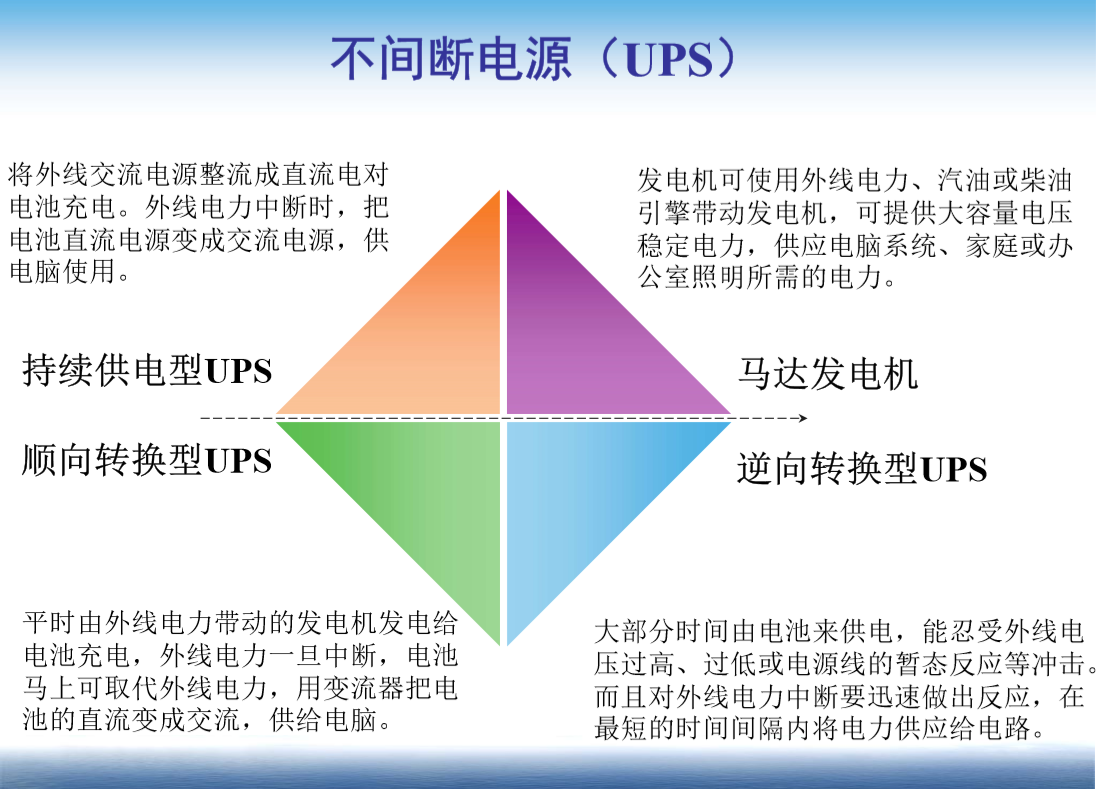 不间断电源（UPS）
将外线交流电源整流成直流电对
电池充电。外线电力中断时，把
电池直流电源变成交流电源，供
电脑使用。
发电机可使用外线电力、汽油或柴油
引擎带动发电机，可提供大容量电压
稳定电力，供应电脑系统、家庭或办
公室照明所需的电力。
持续供电型UPS
马达发电机
顺向转换型UPS
逆向转换型UPS
平时由外线电力带动的发电机发电给
电池充电，外线电力一旦中断，电池
马上可取代外线电力，用变流器把电
池的直流变成交流，供给电脑。
大部分时间由电池来供电，能忍受外线电
压过高、过低或电源线的暂态反应等冲击。
而且对外线电力中断要迅速做出反应，在
最短的时间间隔内将电力供应给电路。